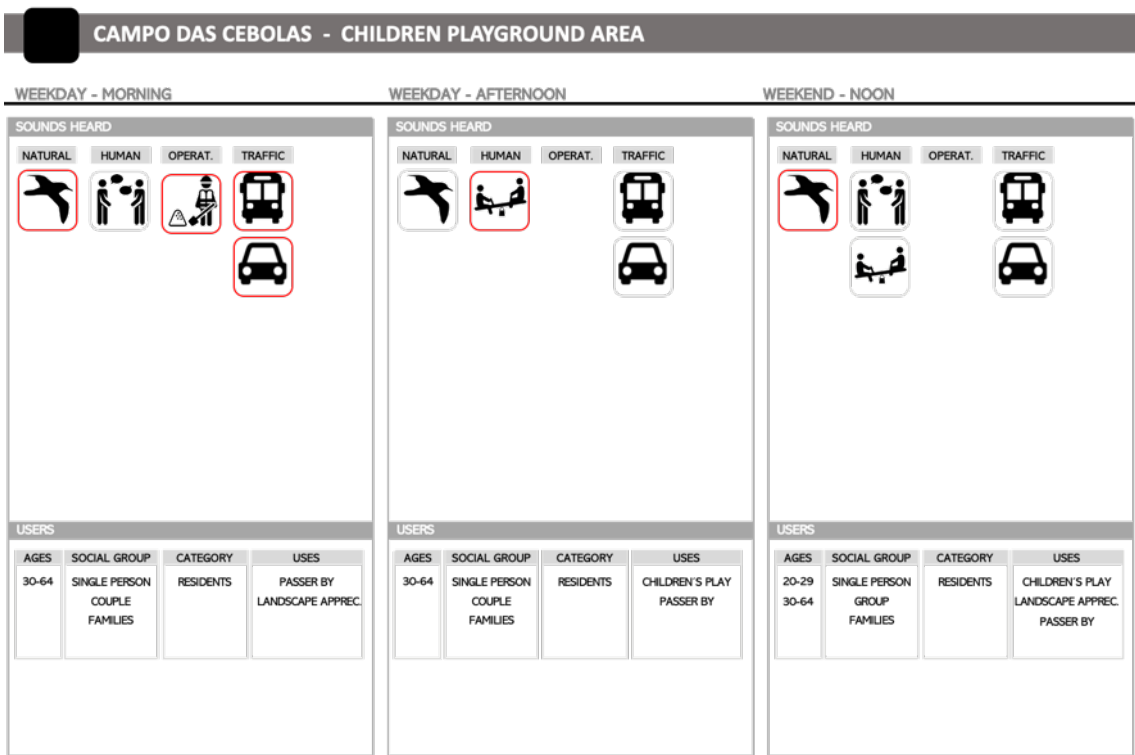 CAMPO DAS CEBOLAS - CHILDREN PLAYGROUND AREA
WEEKDAY - MORNING
SOUNDS HEARD
NATURAL HUMAN OPERAT. TRAFFIC
USERS
AGES SOCIAL GROUP CATEGORY USES
30-64 SINGLE PERSON RESIDENTS PASSER BY
COUPLE LANDSCAPE APPREC.
FAMILIES
WEEKDAY - AFTERNOON
SOUNDS HEARD
NATURAL HUMAN OPERAT. TRAFFIC
USERS
AGES SOCIAL GROUP CATEGORY USES
30-64 SINGLE PERSON RESIDENTS CHILDREN´S PLAY
COUPLE PASSER BY
FAMILIES
WEEKEND - NOON
SOUNDS HEARD
NATURAL HUMAN OPERAT. TRAFFIC
USERS
AGES SOCIAL GROUP CATEGORY USES
20-29 SINGLE PERSON RESIDENTS CHILDREN´S PLAY
30-64 GROUP LANDSCAPE APPREC.
FAMILIES PASSER BY